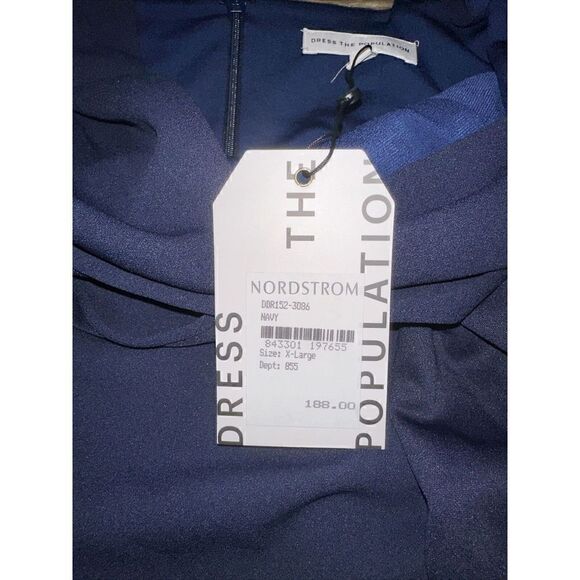 DRESS THE POPULATION
DRESS THE
POPULATION
NORDSTROM
DDR152-3086
NAVY
843301 197655
Size: X-Large
Dept: 855
188.00